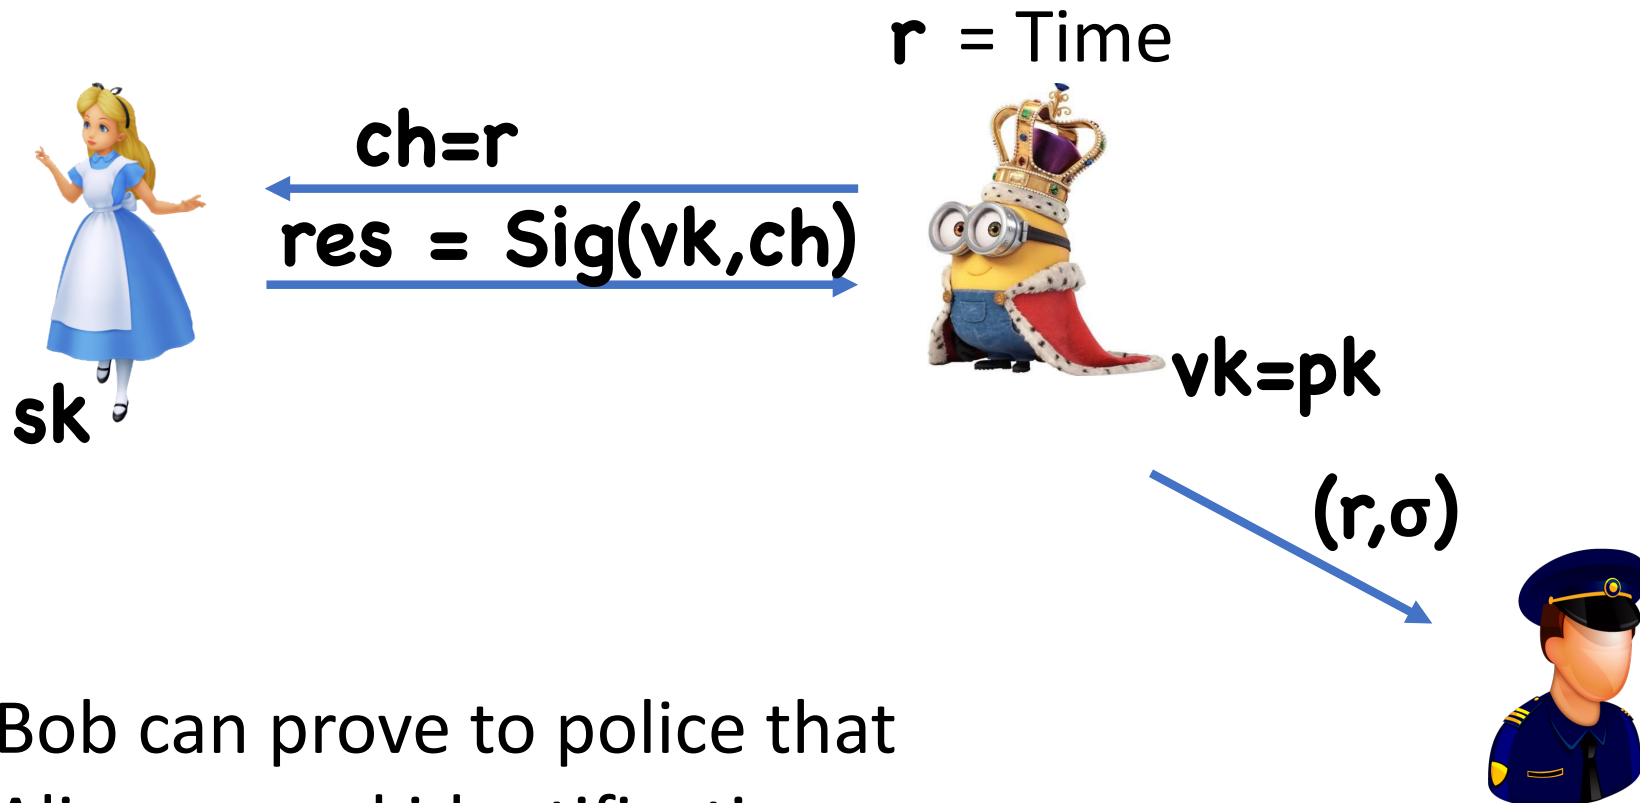 r = Time
ch=r
res = Sig(vk,ch)
vk=pk
sk
(r,σ)
Bob can prove to police that